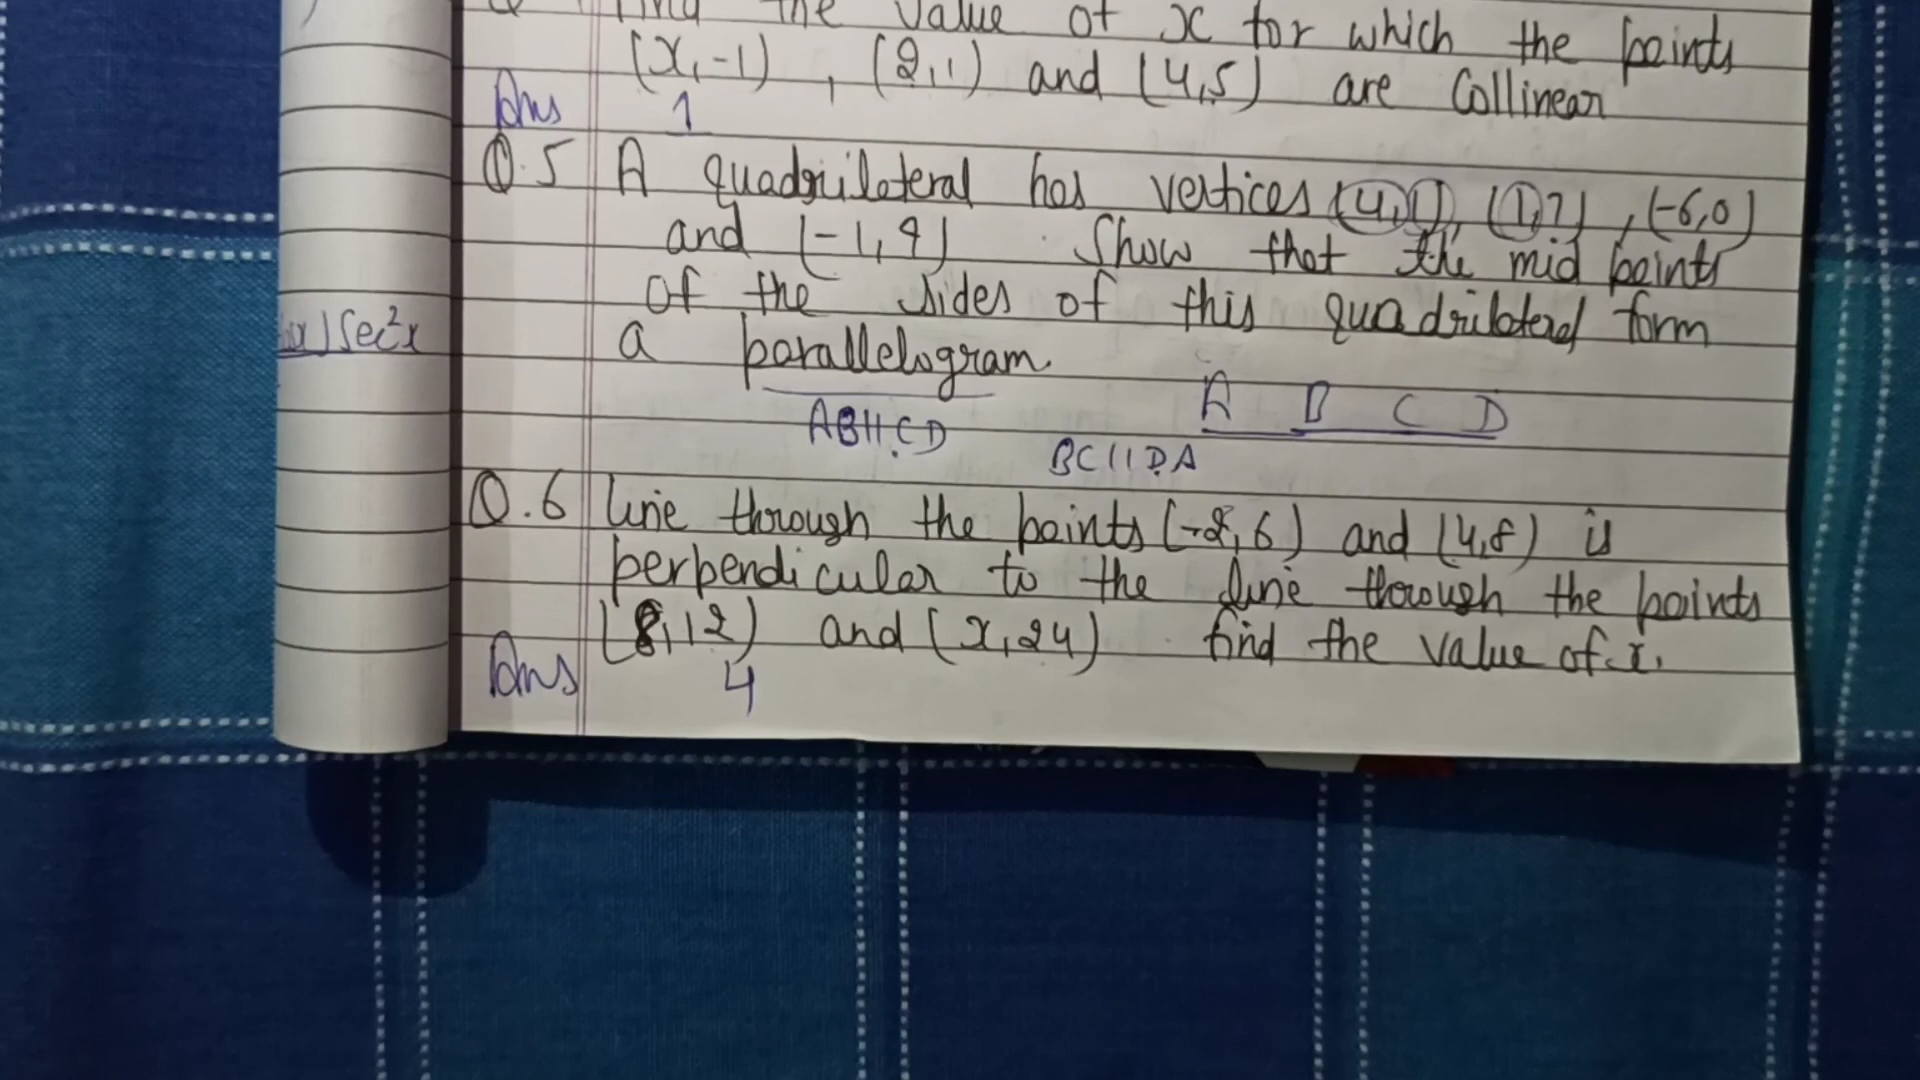 the value of x for which the points
(x,-1), (2,1) and (4,5) are Collinear
Ans 1
Q.5 A quadrilateral has vertices (4,1), (1,7), (-6,0)
and (-1,9). Show that the mid points
of the sides of this quadrilateral form
a parallelogram.
sec²x
A B C D
AB||CD
BC||DA
Q.6 line through the points (-2,6) and (4,8) is
perpendicular to the line through the points
(8,12) and (x,24). find the value of x.
Ans 4